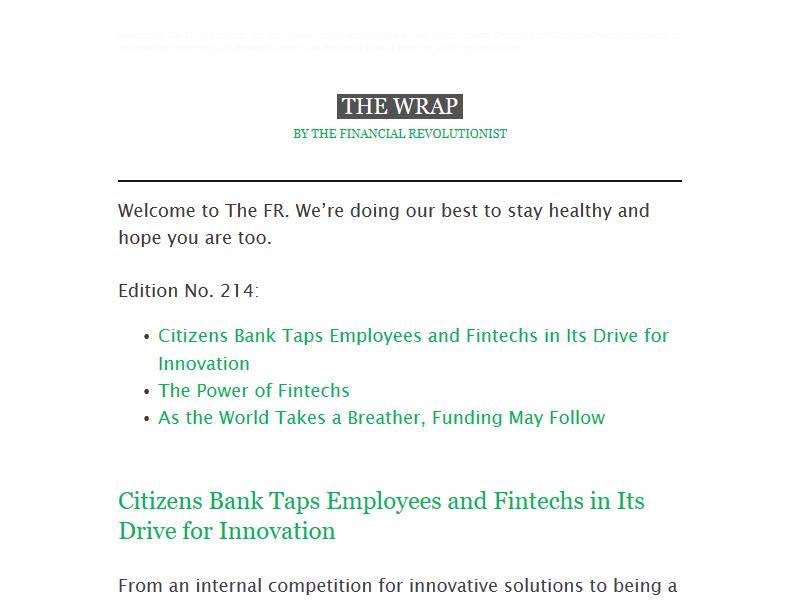 THE WRAP
BY THE FINANCIAL REVOLUTIONIST
Welcome to The FR. We’re doing our best to stay healthy and
hope you are too.
Edition No. 214:
• Citizens Bank Taps Employees and Fintechs in Its Drive for
Innovation
• The Power of Fintechs
• As the World Takes a Breather, Funding May Follow
Citizens Bank Taps Employees and Fintechs in Its
Drive for Innovation
From an internal competition for innovative solutions to being a